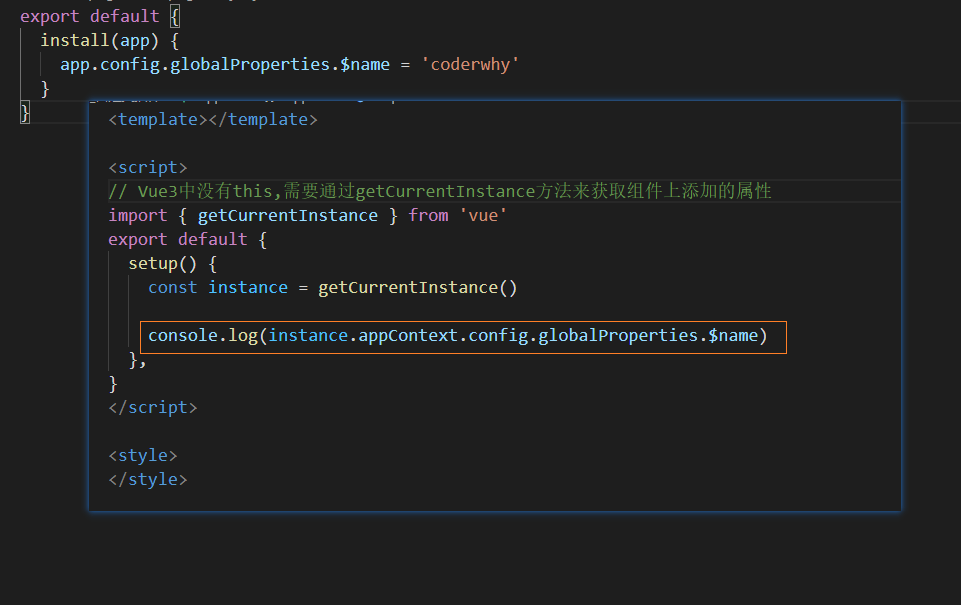 export default {
install(app) {
app.config.globalProperties.$name = 'coderwhy'
}
}
<template></template>
<script>
// Vue3中没有this,需要通过getCurrentInstance方法来获取组件上添加的属性
import { getCurrentInstance } from 'vue'
export default {
setup() {
const instance = getCurrentInstance()
console.log(instance.appContext.config.globalProperties.$name)
},
}
</script>
<style>
</style>